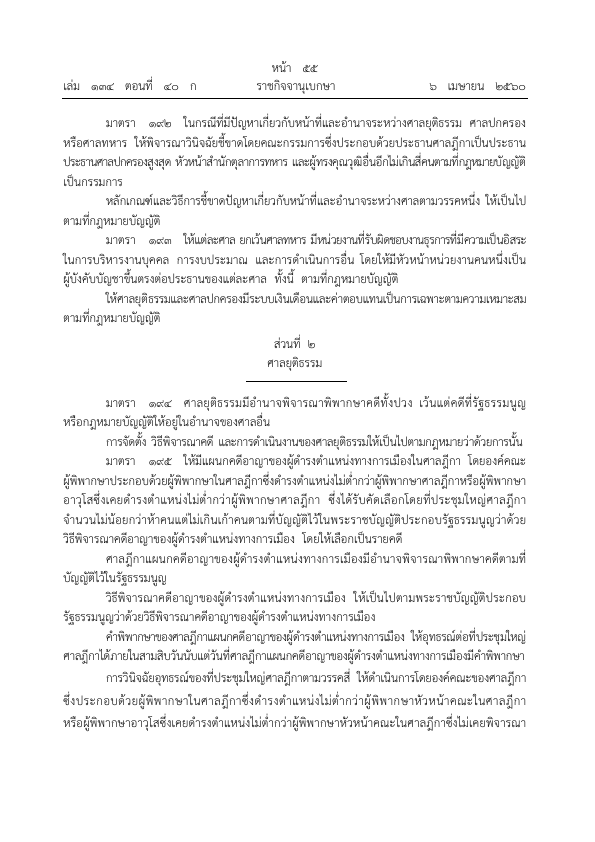 หน้า ๕๕
เล่ม ๑๓๔ ตอนที่ ๔๐ ก ราชกิจจานุเบกษา ๖ เมษายน ๒๕๖๐
มาตรา ๑๙๒ ในกรณีที่มีปัญหาเกี่ยวกับหน้าที่และอำนาจระหว่างศาลยุติธรรม ศาลปกครอง
หรือศาลทหาร ให้พิจารณาวินิจฉัยชี้ขาดโดยคณะกรรมการซึ่งประกอบด้วยประธานศาลฎีกาเป็นประธาน
ประธานศาลปกครองสูงสุด หัวหน้าสำนักตุลาการทหาร และผู้ทรงคุณวุฒิอื่นอีกไม่เกินสี่คนตามที่กฎหมายบัญญัติ
เป็นกรรมการ
หลักเกณฑ์และวิธีการชี้ขาดปัญหาเกี่ยวกับหน้าที่และอำนาจระหว่างศาลตามวรรคหนึ่ง ให้เป็นไป
ตามที่กฎหมายบัญญัติ
มาตรา ๑๙๓ ให้แต่ละศาล ยกเว้นศาลทหาร มีหน่วยงานที่รับผิดชอบงานธุรการที่มีความเป็นอิสระ
ในการบริหารงานบุคคล การงบประมาณ และการดำเนินการอื่น โดยให้มีหัวหน้าหน่วยงานคนหนึ่งเป็น
ผู้บังคับบัญชาขึ้นตรงต่อประธานของแต่ละศาล ทั้งนี้ ตามที่กฎหมายบัญญัติ
ให้ศาลยุติธรรมและศาลปกครองมีระบบเงินเดือนและค่าตอบแทนเป็นการเฉพาะตามความเหมาะสม
ตามที่กฎหมายบัญญัติ
ส่วนที่ ๒
ศาลยุติธรรม
มาตรา ๑๙๔ ศาลยุติธรรมมีอำนาจพิจารณาพิพากษาคดีทั้งปวง เว้นแต่คดีที่รัฐธรรมนูญ
หรือกฎหมายบัญญัติให้อยู่ในอำนาจของศาลอื่น
การจัดตั้ง วิธีพิจารณาคดี และการดำเนินงานของศาลยุติธรรมให้เป็นไปตามกฎหมายว่าด้วยการนั้น
มาตรา ๑๙๕ ให้มีแผนกคดีอาญาของผู้ดำรงตำแหน่งทางการเมืองในศาลฎีกา โดยองค์คณะ
ผู้พิพากษาประกอบด้วยผู้พิพากษาในศาลฎีกาซึ่งดำรงตำแหน่งไม่ต่ำกว่าผู้พิพากษาศาลฎีกาหรือผู้พิพากษา
อาวุโสซึ่งเคยดำรงตำแหน่งไม่ต่ำกว่าผู้พิพากษาศาลฎีกา ซึ่งได้รับคัดเลือกโดยที่ประชุมใหญ่ศาลฎีกา
จำนวนไม่น้อยกว่าห้าคนแต่ไม่เกินเก้าคนตามที่บัญญัติไว้ในพระราชบัญญัติประกอบรัฐธรรมนูญว่าด้วย
วิธีพิจารณาคดีอาญาของผู้ดำรงตำแหน่งทางการเมือง โดยให้เลือกเป็นรายคดี
ศาลฎีกาแผนกคดีอาญาของผู้ดำรงตำแหน่งทางการเมืองมีอำนาจพิจารณาพิพากษาคดีตามที่
บัญญัติไว้ในรัฐธรรมนูญ
วิธีพิจารณาคดีอาญาของผู้ดำรงตำแหน่งทางการเมือง ให้เป็นไปตามพระราชบัญญัติประกอบ
รัฐธรรมนูญว่าด้วยวิธีพิจารณาคดีอาญาของผู้ดำรงตำแหน่งทางการเมือง
คำพิพากษาของศาลฎีกาแผนกคดีอาญาของผู้ดำรงตำแหน่งทางการเมือง ให้อุทธรณ์ต่อที่ประชุมใหญ่
ศาลฎีกาได้ภายในสามสิบวันนับแต่วันที่ศาลฎีกาแผนกคดีอาญาของผู้ดำรงตำแหน่งทางการเมืองมีคำพิพากษา
การวินิจฉัยอุทธรณ์ของที่ประชุมใหญ่ศาลฎีกาตามวรรคสี่ ให้ดำเนินการโดยองค์คณะของศาลฎีกา
ซึ่งประกอบด้วยผู้พิพากษาในศาลฎีกาซึ่งดำรงตำแหน่งไม่ต่ำกว่าผู้พิพากษาหัวหน้าคณะในศาลฎีกา
หรือผู้พิพากษาอาวุโสซึ่งเคยดำรงตำแหน่งไม่ต่ำกว่าผู้พิพากษาหัวหน้าคณะในศาลฎีกาซึ่งไม่เคยพิจารณา